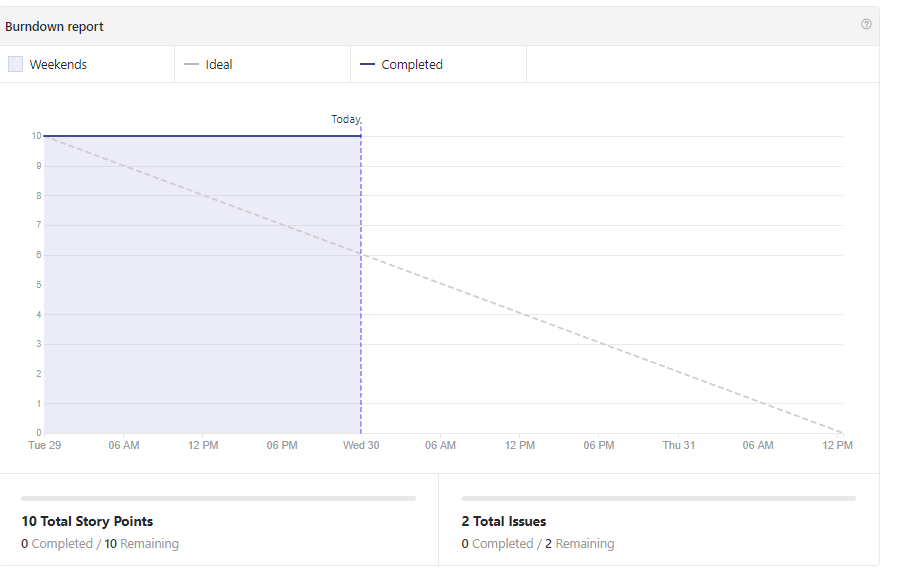 Burndown report
Weekends Ideal Completed
Today
10
9
8
7
6
5
4
3
2
1
0
Tue 29 06 AM 12 PM 06 PM Wed 30 06 AM 12 PM 06 PM Thu 31 06 AM 12 PM
10 Total Story Points
0 Completed / 10 Remaining
2 Total Issues
0 Completed / 2 Remaining